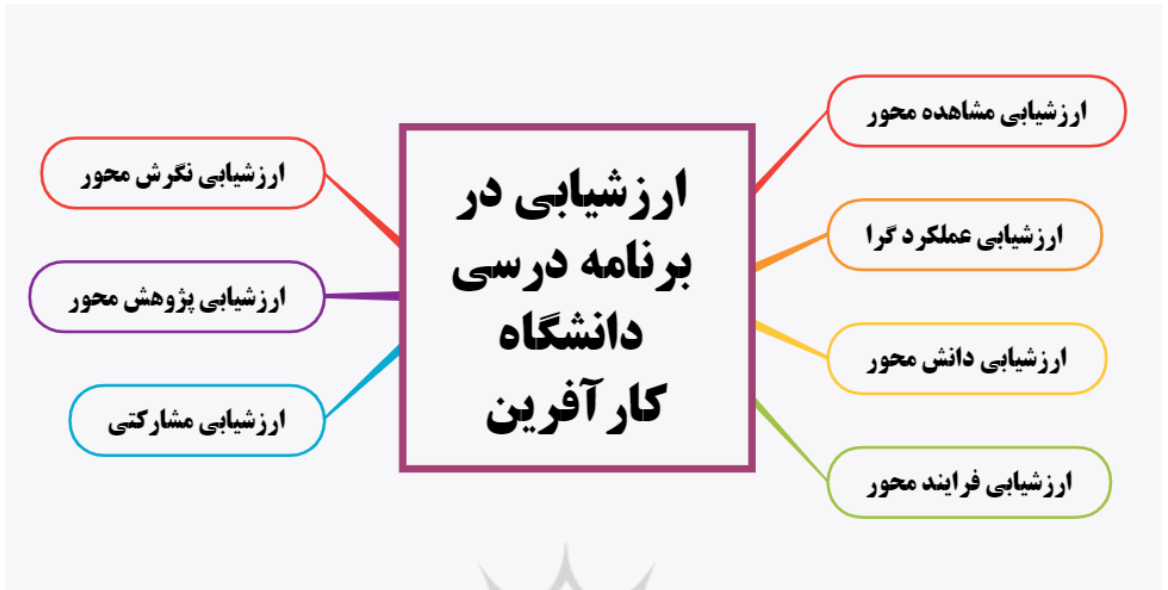 ارزشیابی در
برنامه درسی
دانشگاه
کارآفرین
ارزشیابی مشاهده محور
ارزشیابی عملکرد گرا
ارزشیابی دانش محور
ارزشیابی فرایند محور
ارزشیابی نگرش محور
ارزشیابی پژوهش محور
ارزشیابی مشارکتی